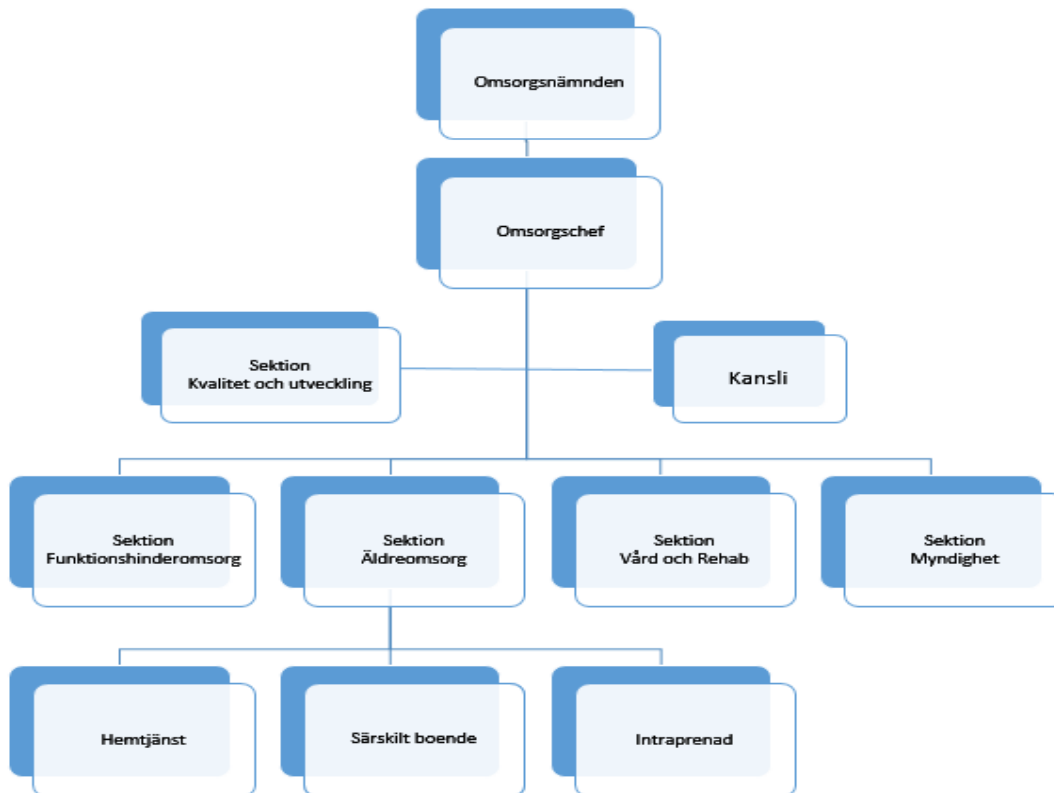 Omsorgsnämnden
Omsorgschef
Sektion
Kvalitet och utveckling
Kansli
Sektion
Funktionshinderomsorg
Sektion
Äldreomsorg
Sektion
Vård och Rehab
Sektion
Myndighet
Hemtjänst
Särskilt boende
Intraprenad